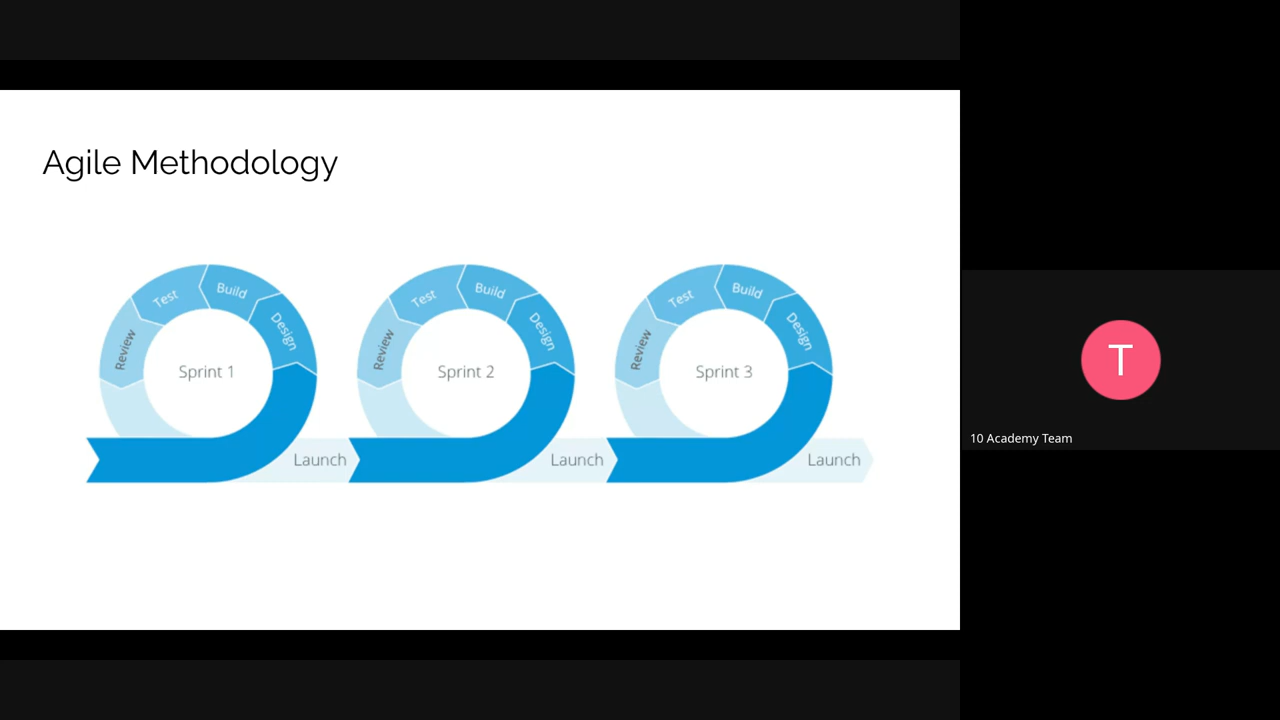 Agile Methodology
Test
Build
Design
Review
Sprint 1
Launch
Test
Build
Design
Review
Sprint 2
Launch
Test
Build
Design
Review
Sprint 3
Launch
T
10 Academy Team